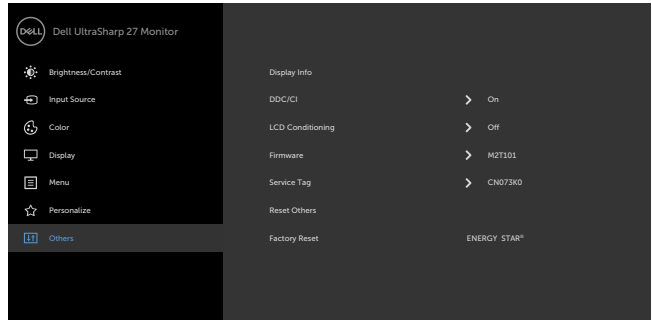 DELL Dell UltraSharp 27 Monitor
Brightness/Contrast Display Info
Input Source DDC/CI On
Color LCD Conditioning Off
Display Firmware M2T101
Menu Service Tag CN073K0
Personalize Reset Others
Others Factory Reset ENERGY STAR®